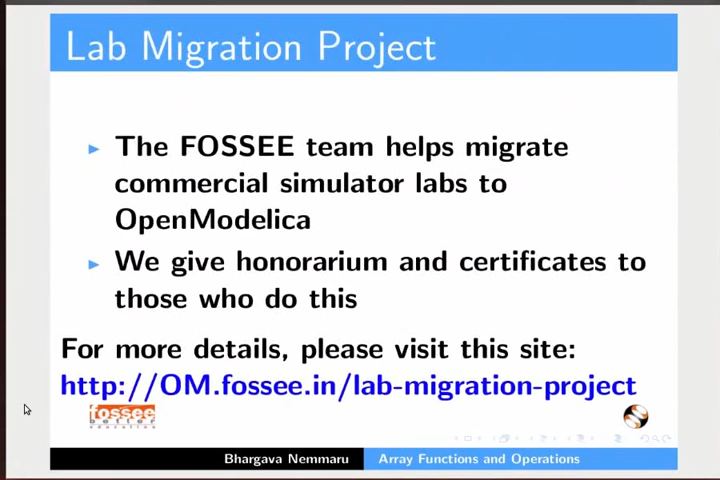 Lab Migration Project
The FOSSEE team helps migrate
commercial simulator labs to
OpenModelica
We give honorarium and certificates to
those who do this
For more details, please visit this site:
http://OM.fossee.in/lab-migration-project
fossee
better
education
Bhargava Nemmaru
Array Functions and Operations